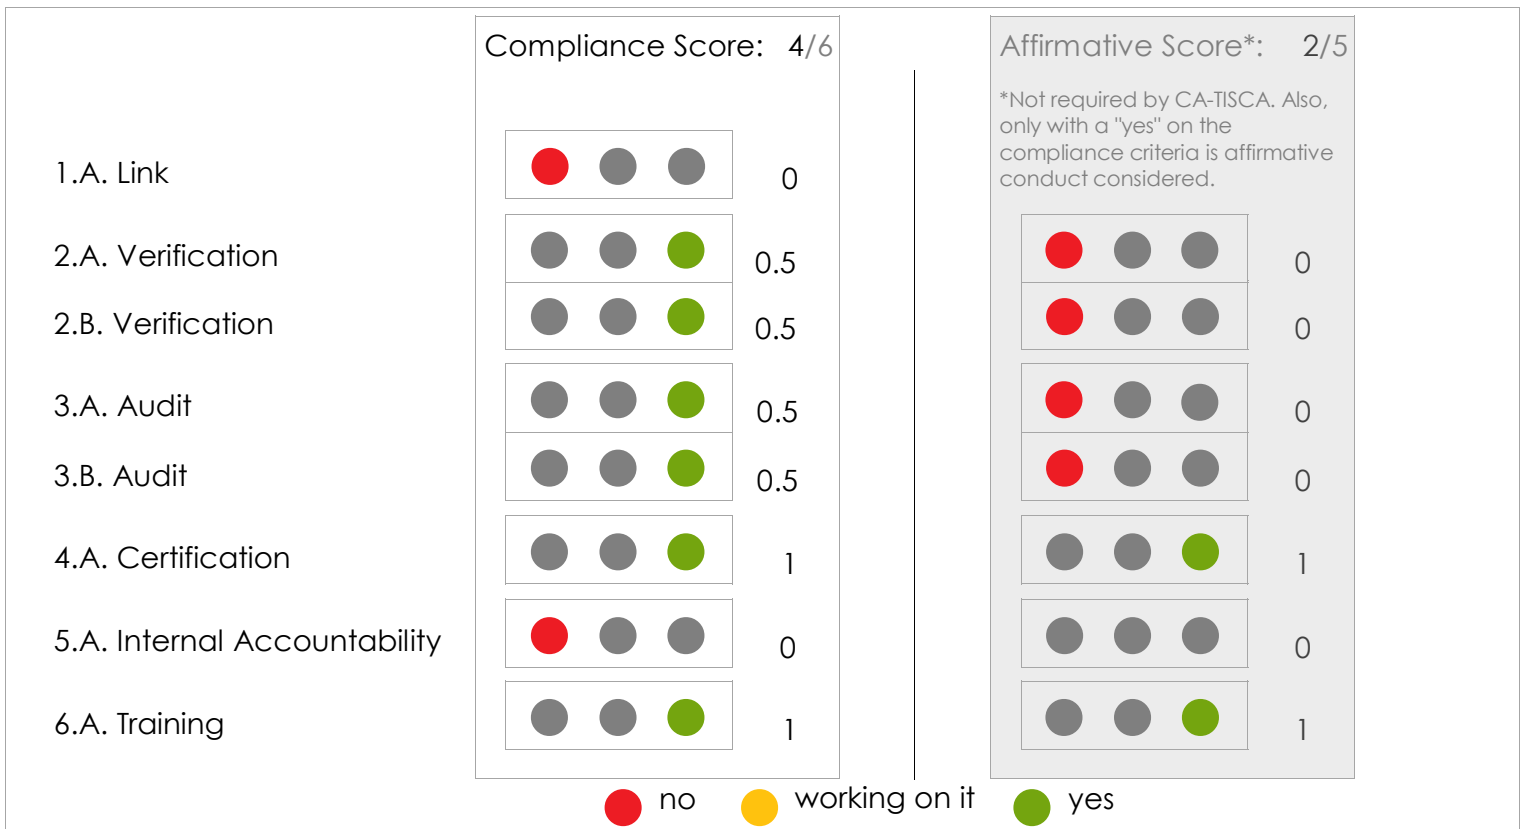 Compliance Score: 4/6
Affirmative Score*: 2/5
*Not required by CA-TISCA. Also,
only with a "yes" on the
compliance criteria is affirmative
conduct considered.
1.A. Link 0
2.A. Verification 0.5 0
2.B. Verification 0.5 0
3.A. Audit 0.5 0
3.B. Audit 0.5 0
4.A. Certification 1 1
5.A. Internal Accountability 0 0
6.A. Training 1 1
no working on it yes